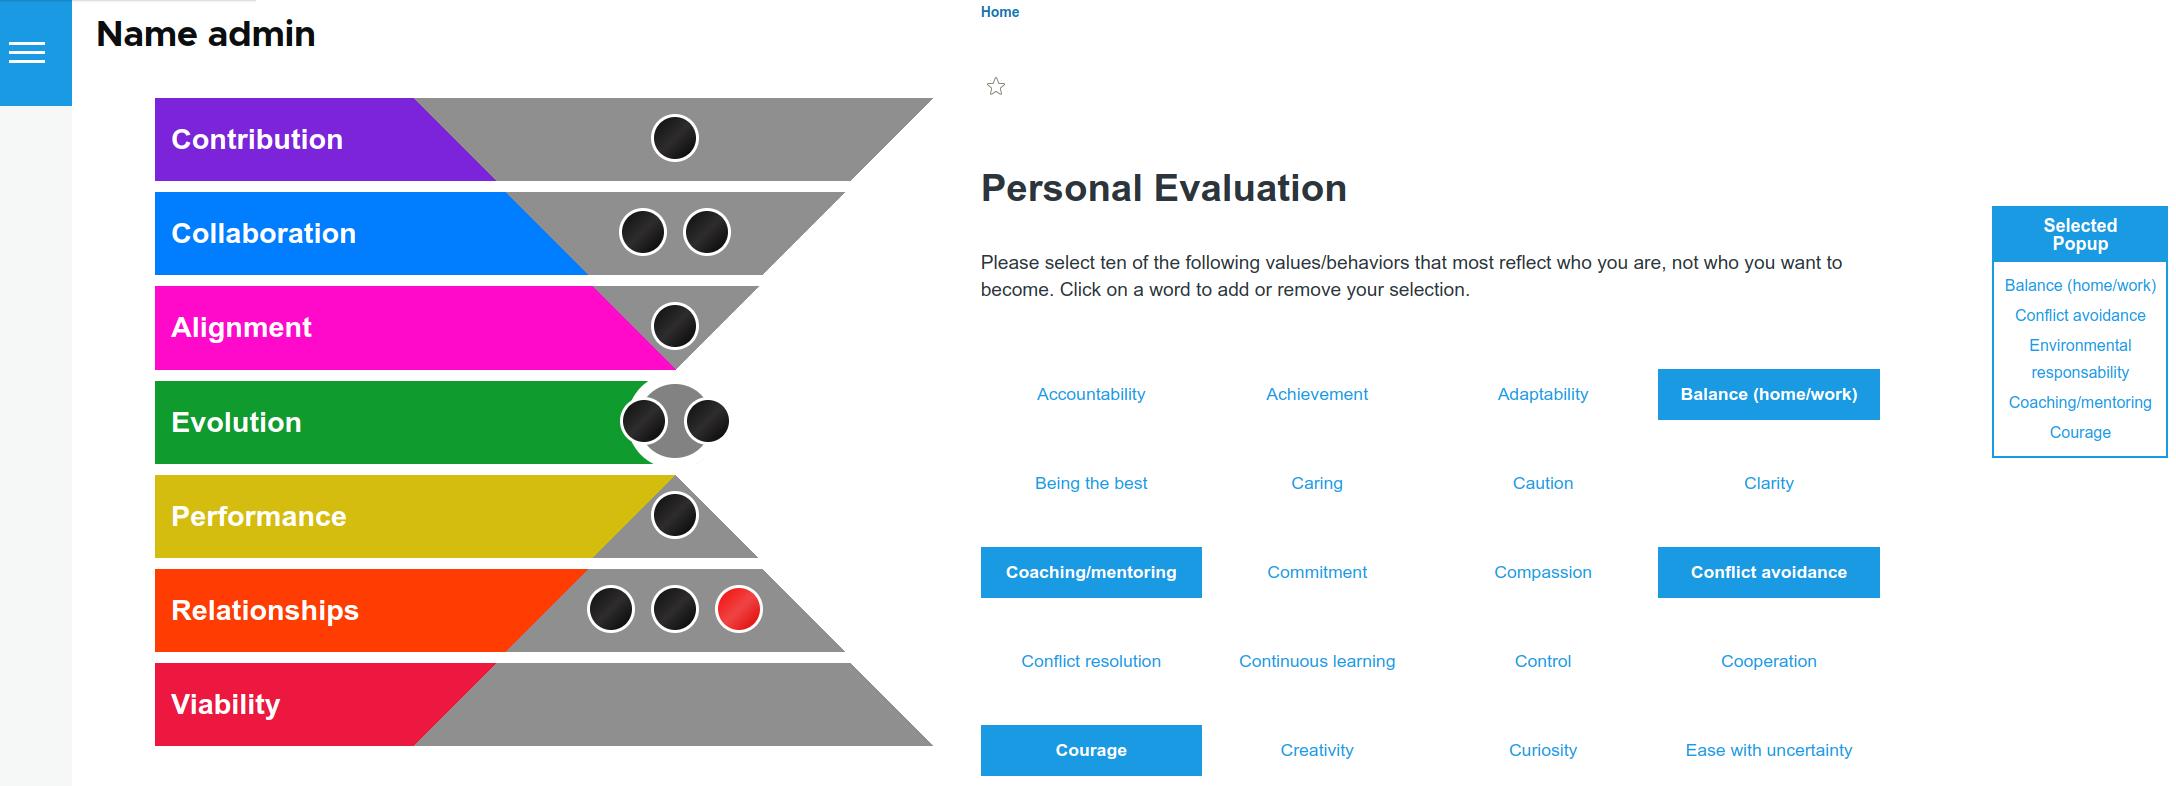 Name admin
Contribution
Collaboration
Alignment
Evolution
Performance
Relationships
Viability
Home
Personal Evaluation
Please select ten of the following values/behaviors that most reflect who you are, not who you want to
become. Click on a word to add or remove your selection.
Accountability Achievement Adaptability Balance (home/work)
Being the best Caring Caution Clarity
Coaching/mentoring Commitment Compassion Conflict avoidance
Conflict resolution Continuous learning Control Cooperation
Courage Creativity Curiosity Ease with uncertainty
Selected
Popup
Balance (home/work)
Conflict avoidance
Environmental
responsability
Coaching/mentoring
Courage